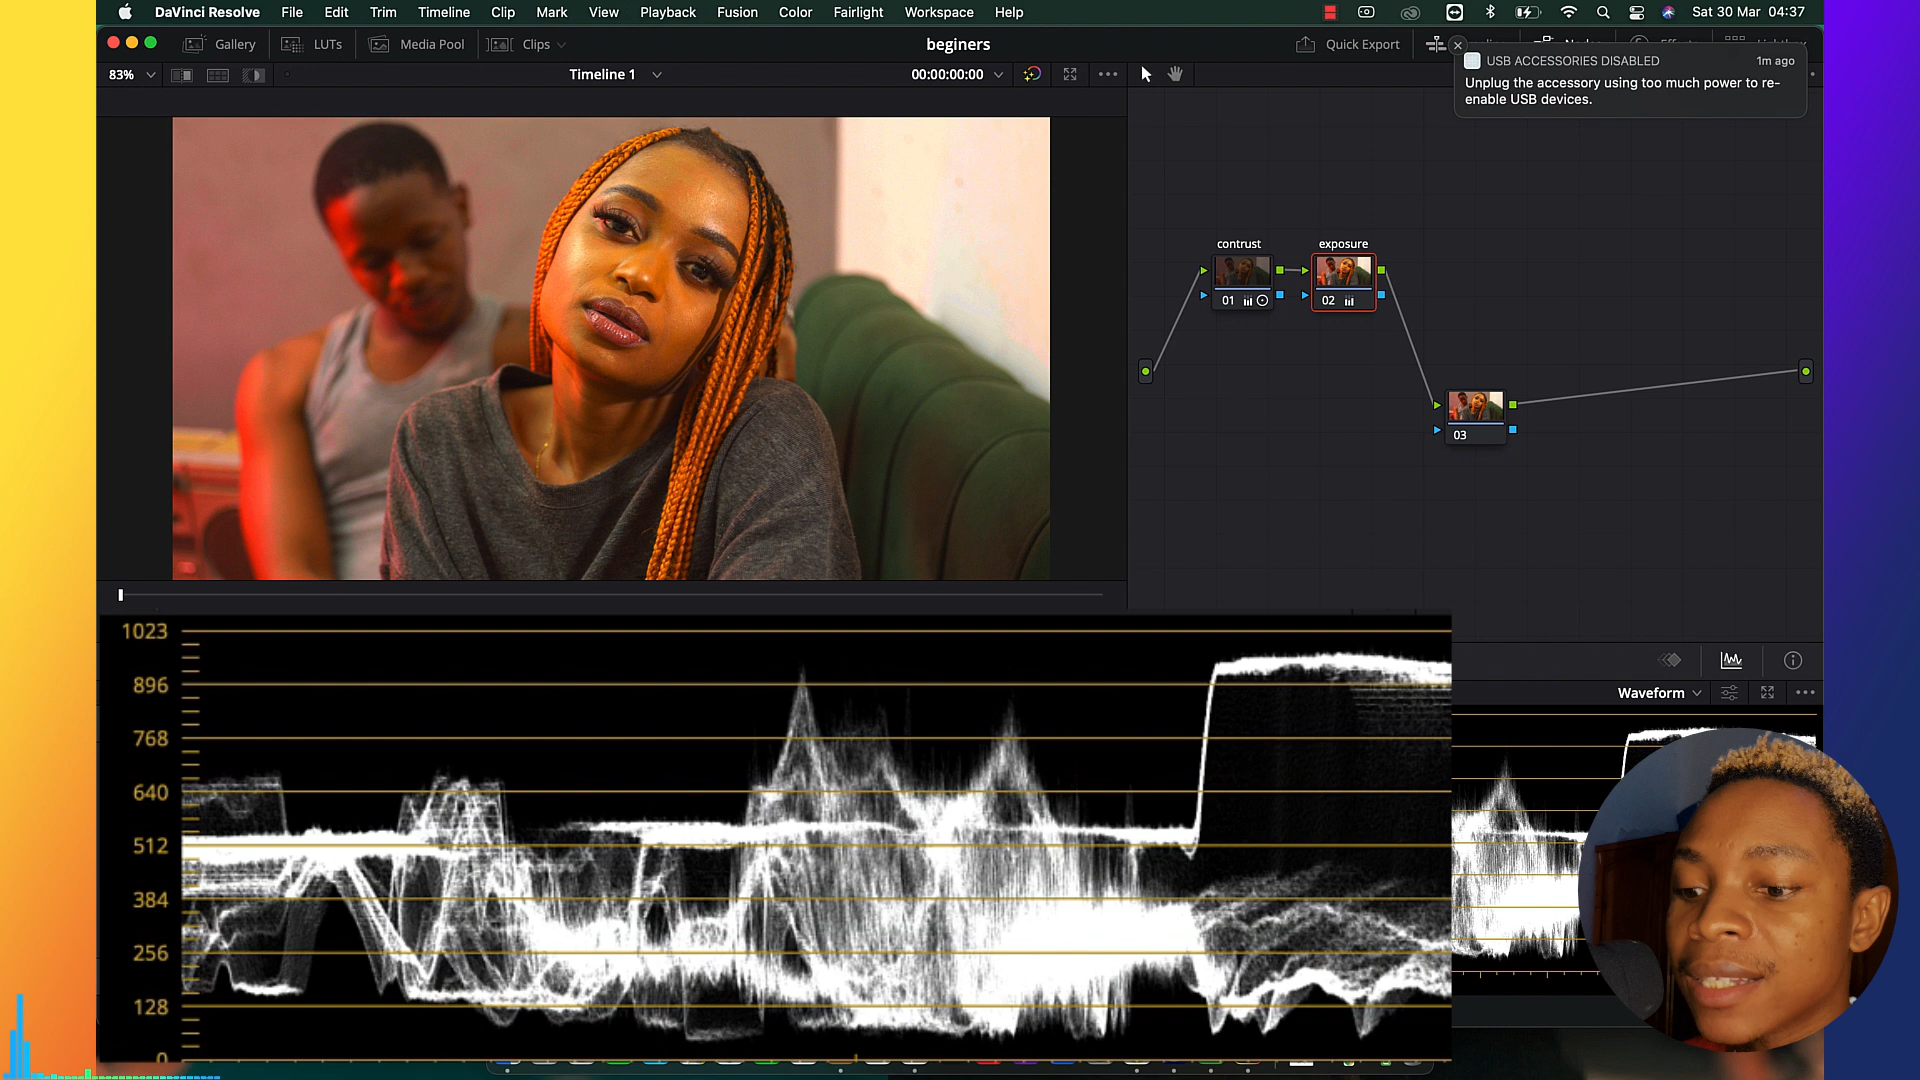 DaVinci Resolve File Edit Trim Timeline Clip Mark View Playback Fusion Color Fairlight Workspace Help Sat 30 Mar 04:37
Gallery LUTs Media Pool Clips beginers Quick Export
USB ACCESSORIES DISABLED 1m ago
Unplug the accessory using too much power to re-
enable USB devices.
83% Timeline 1 00:00:00:00
contrust exposure
01 02
03
1023
896
768
640
512
384
256
128
0
Waveform